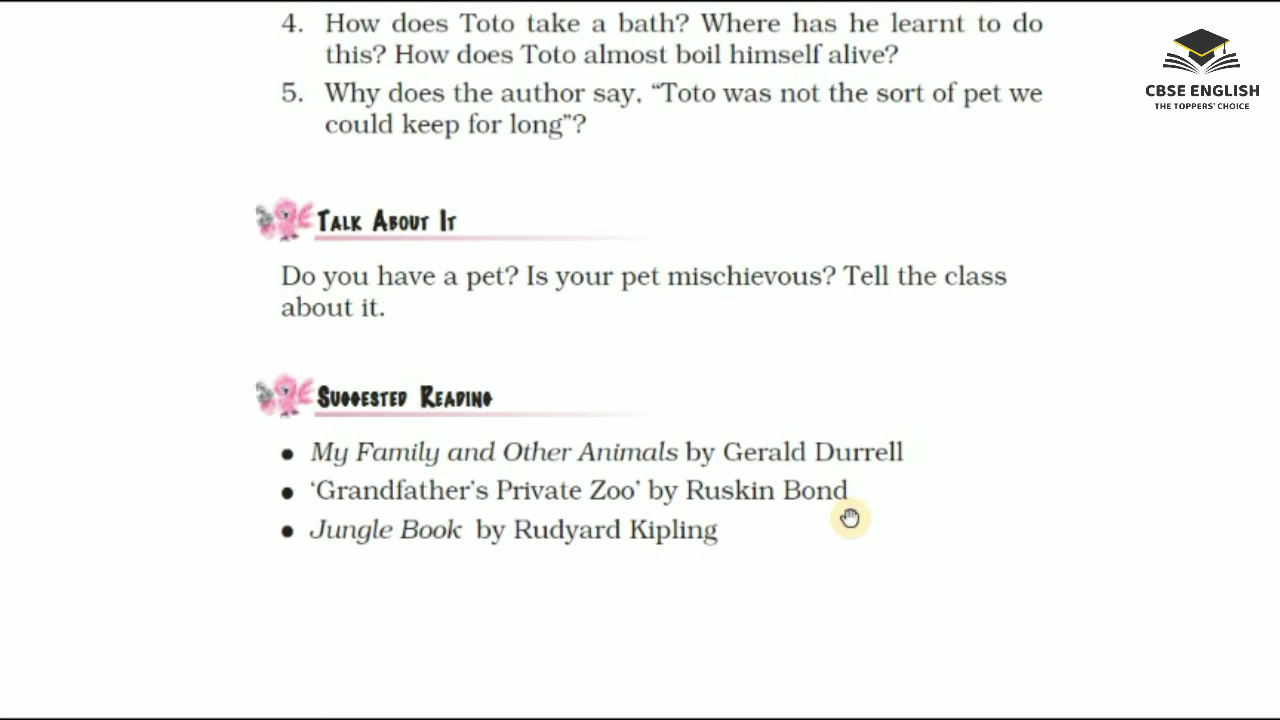 4. How does Toto take a bath? Where has he learnt to do
this? How does Toto almost boil himself alive?
5. Why does the author say, “Toto was not the sort of pet we
could keep for long”?
CBSE ENGLISH
THE TOPPERS' CHOICE
TALK ABOUT IT
Do you have a pet? Is your pet mischievous? Tell the class
about it.
SUGGESTED READING
● My Family and Other Animals by Gerald Durrell
● ‘Grandfather’s Private Zoo’ by Ruskin Bond
● Jungle Book by Rudyard Kipling